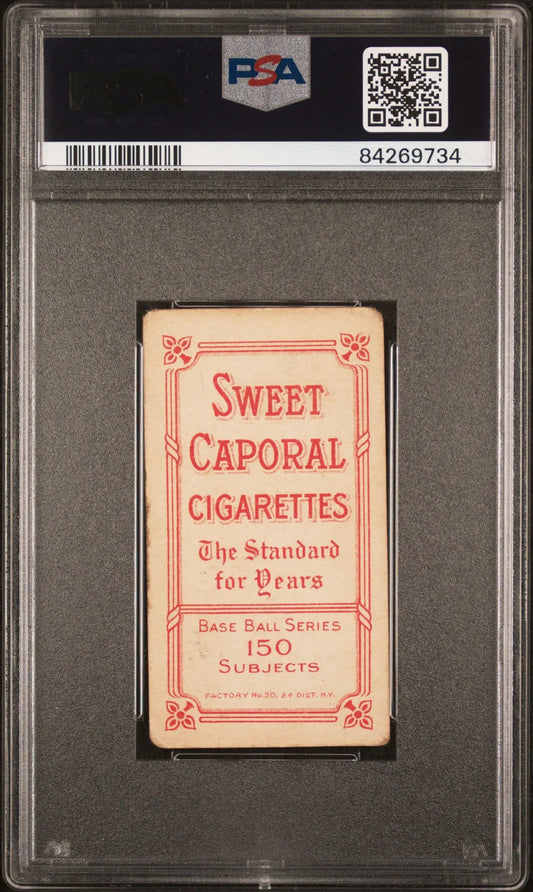 PSA
84269734
SWEET
CAPORAL
CIGARETTES
The Standard
for Years
BASE BALL SERIES
150
SUBJECTS
FACTORY No. 30, 2d DIST. N.Y.